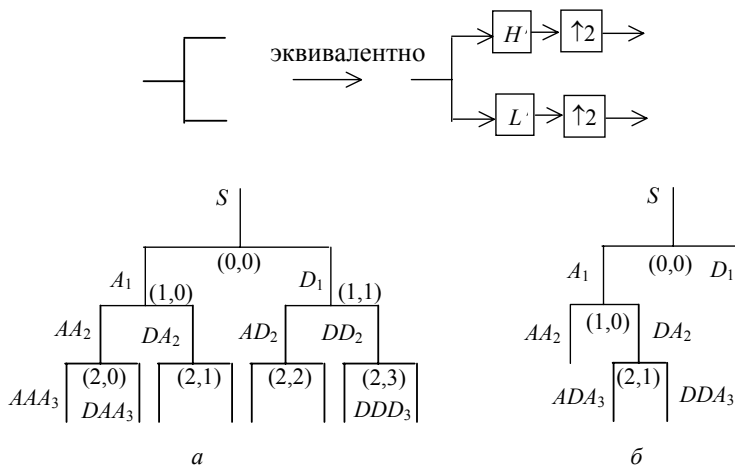 эквивалентно
H' ↑2
L' ↑2
S S
(0,0) (0,0)
A₁ D₁ A₁ D₁
(1,0) (1,1) (1,0)
AA₂ DA₂ AD₂ DD₂ AA₂ DA₂
(2,0) (2,1) (2,2) (2,3) (2,1)
AAA₃ DAA₃ DDD₃ ADA₃ DDA₃
а б